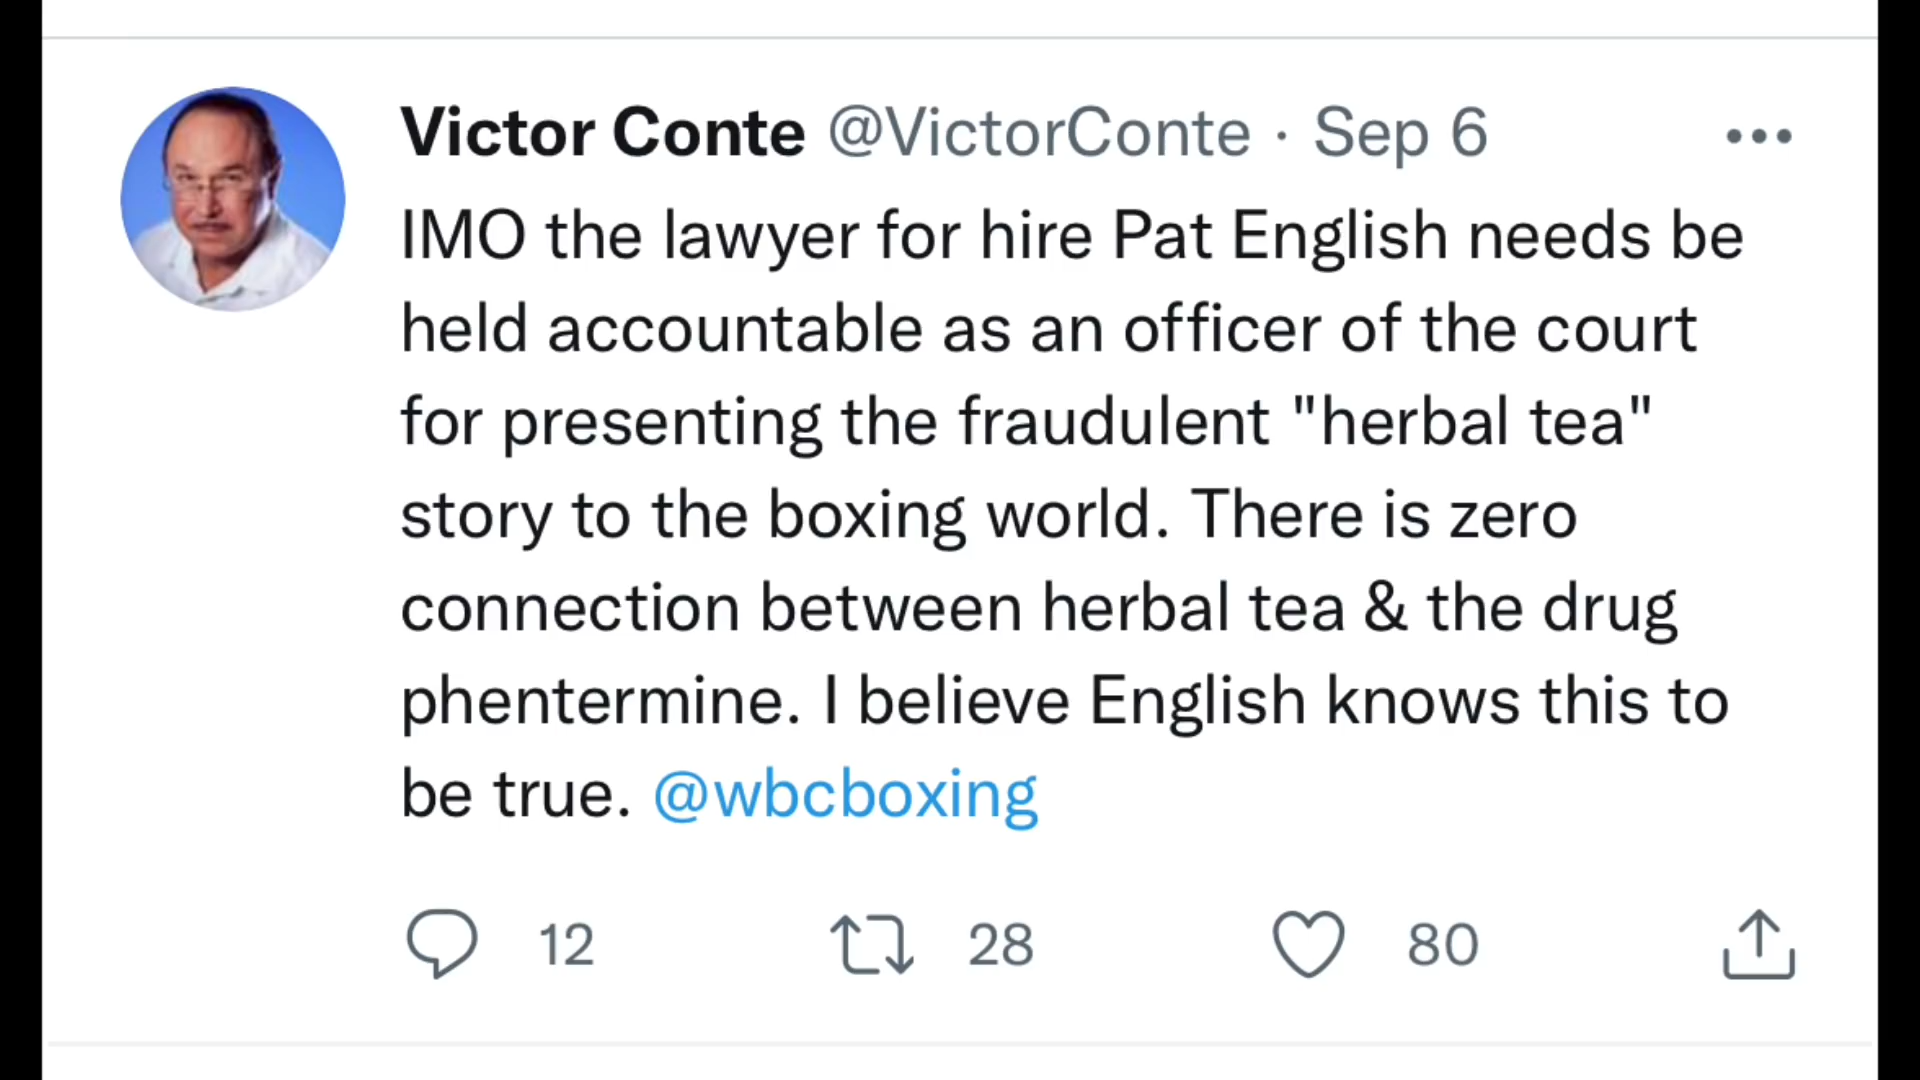 Victor Conte @VictorConte · Sep 6
IMO the lawyer for hire Pat English needs be
held accountable as an officer of the court
for presenting the fraudulent "herbal tea"
story to the boxing world. There is zero
connection between herbal tea & the drug
phentermine. I believe English knows this to
be true. @wbcboxing
12 28 80